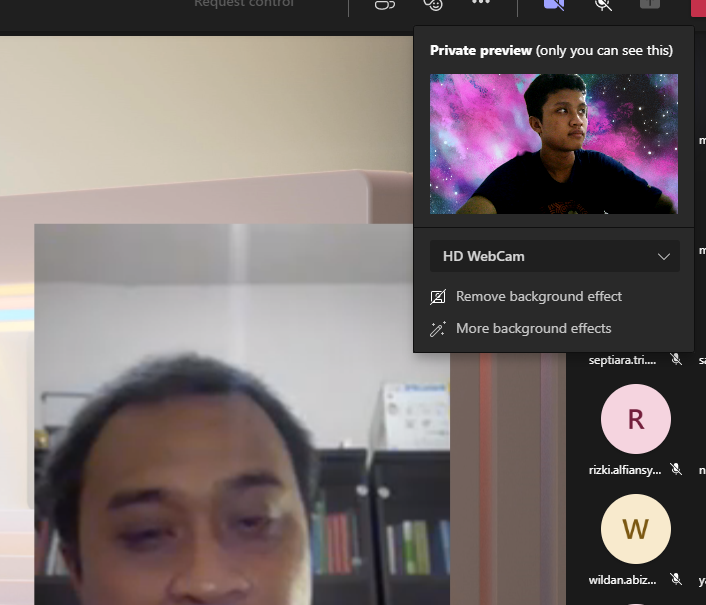 Request control
Private preview (only you can see this)
HD WebCam
Remove background effect
More background effects
septiara.tri....
R
rizki.alfiansy...
W
wildan.abiz...